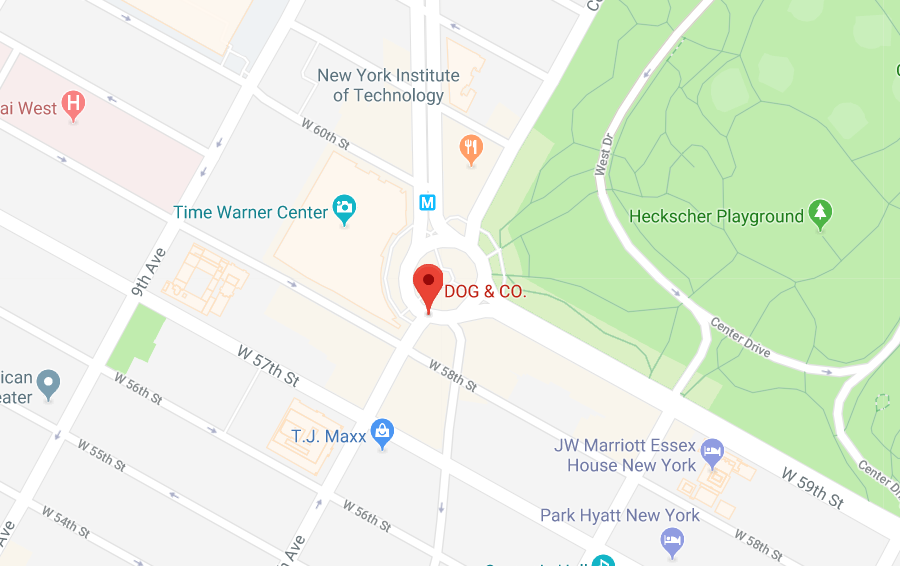 New York Institute
of Technology
ai West
H
W 60th St
West Dr
M
Time Warner Center
Heckscher Playground
9th Ave
DOG & CO.
Center Drive
W 57th St
W 58th St
ican
eater
W 56th St
T.J. Maxx
W 55th St
JW Marriott Essex
House New York
W 59th St
Center Dr
W 54th St
W 56th St
Park Hyatt New York
W 58th St
Ave
Ave